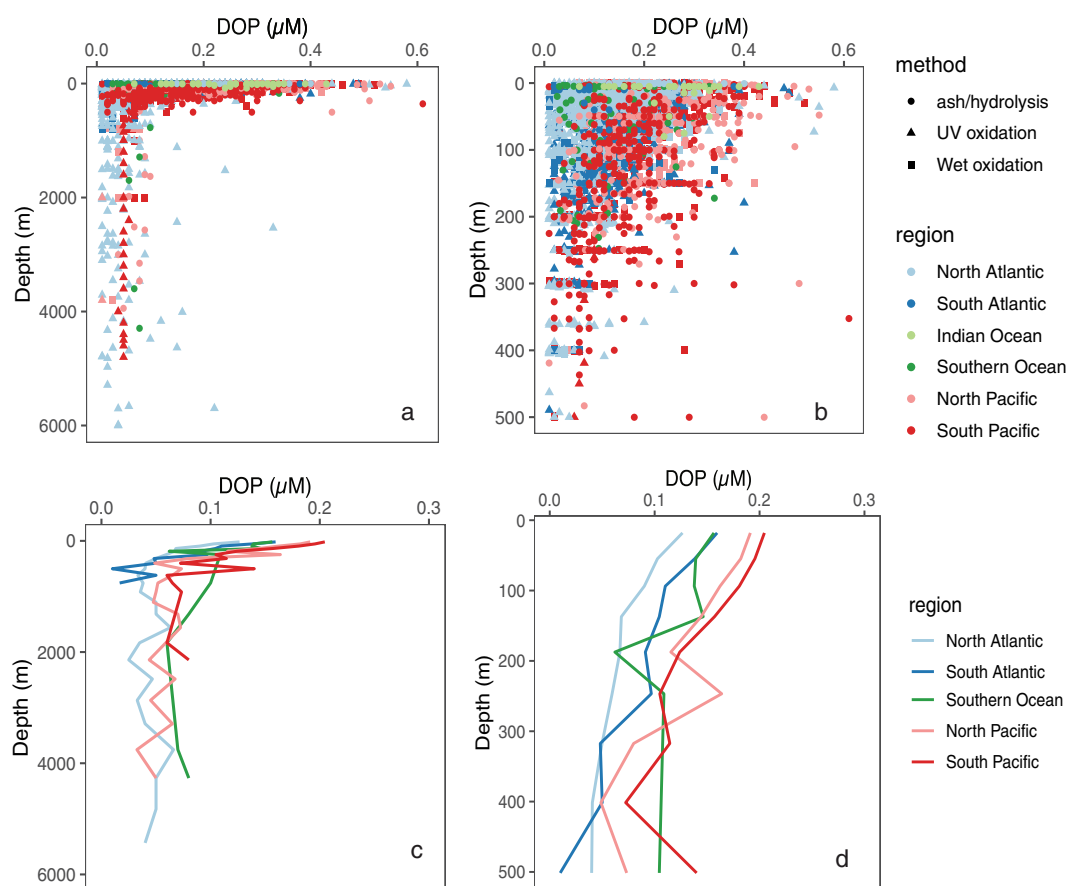 DOP (μM)
0.0 0.2 0.4 0.6
0
2000
4000
6000
Depth (m)
a
DOP (μM)
0.0 0.2 0.4 0.6
0
100
200
300
400
500
Depth (m)
b
method
ash/hydrolysis
UV oxidation
Wet oxidation
region
North Atlantic
South Atlantic
Indian Ocean
Southern Ocean
North Pacific
South Pacific
DOP (μM)
0.0 0.1 0.2 0.3
0
2000
4000
6000
Depth (m)
c
DOP (μM)
0.0 0.1 0.2 0.3
0
100
200
300
400
500
Depth (m)
d
region
North Atlantic
South Atlantic
Southern Ocean
North Pacific
South Pacific